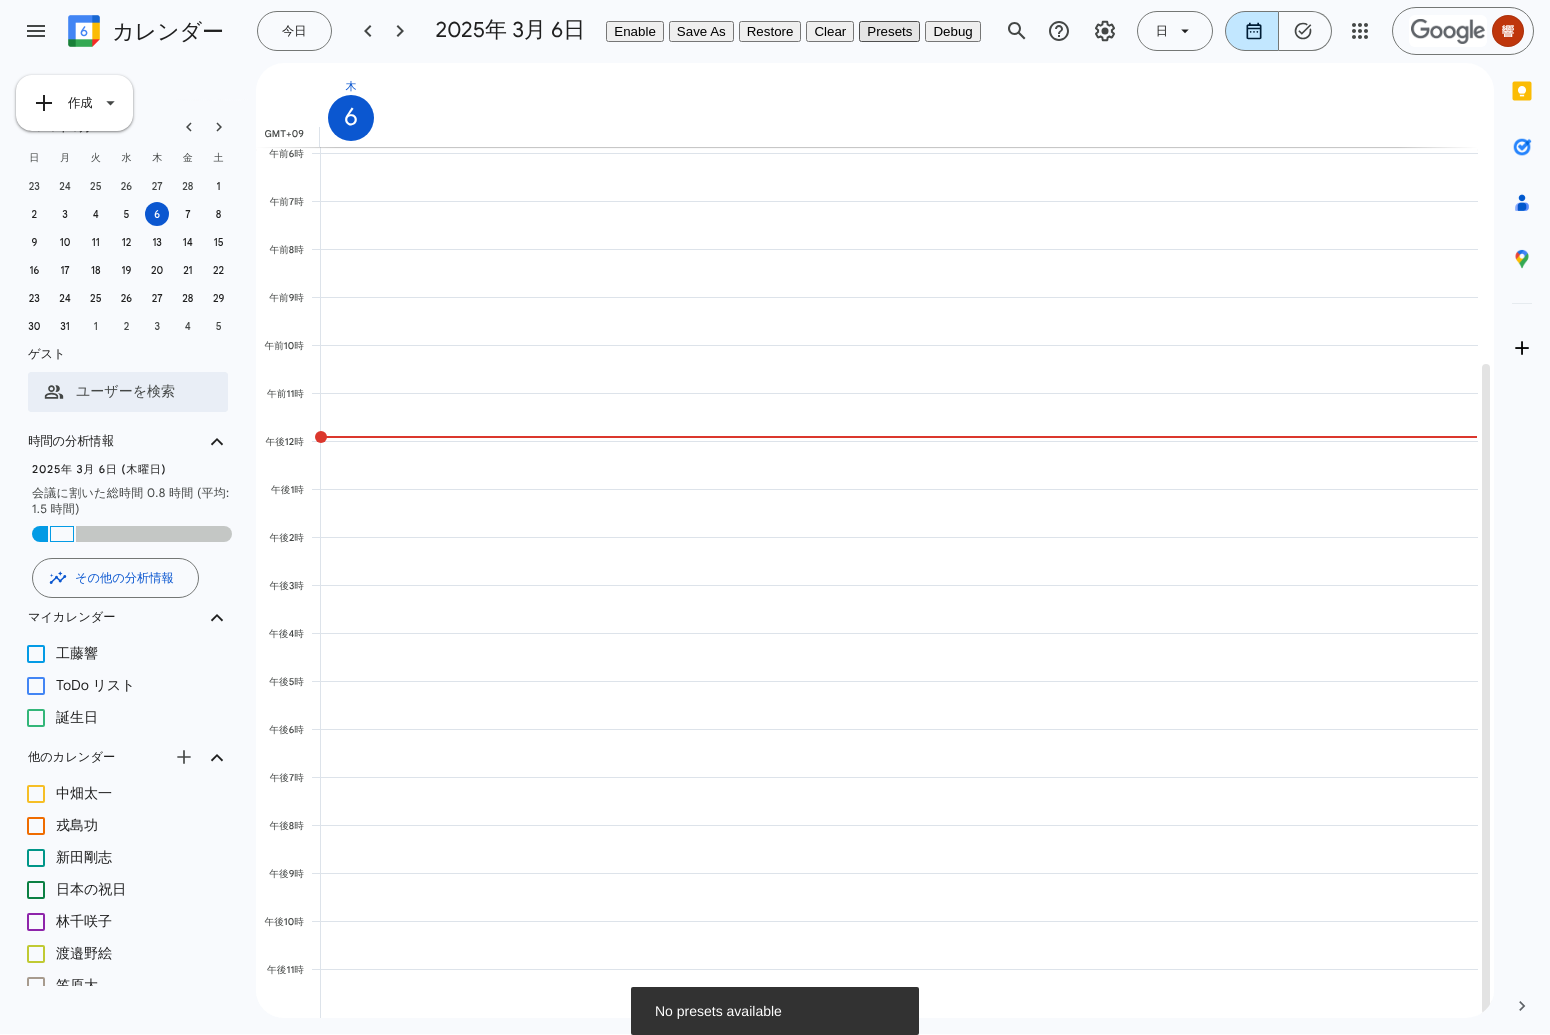 6
カレンダー
今日
2025年 3月 6日
Enable
Save As
Restore
Clear
Presets
Debug
日
Google
響
作成
日 月 火 水 木 金 土
23 24 25 26 27 28 1
2 3 4 5 6 7 8
9 10 11 12 13 14 15
16 17 18 19 20 21 22
23 24 25 26 27 28 29
30 31 1 2 3 4 5
ゲスト
ユーザーを検索
時間の分析情報
2025年 3月 6日 (木曜日)
会議に割いた総時間 0.8 時間 (平均:
1.5 時間)
その他の分析情報
マイカレンダー
工藤響
ToDo リスト
誕生日
他のカレンダー
中畑太一
戎島功
新田剛志
日本の祝日
林千咲子
渡邉野絵
木
6
GMT+09
午前6時
午前7時
午前8時
午前9時
午前10時
午前11時
午後12時
午後1時
午後2時
午後3時
午後4時
午後5時
午後6時
午後7時
午後8時
午後9時
午後10時
午後11時
No presets available